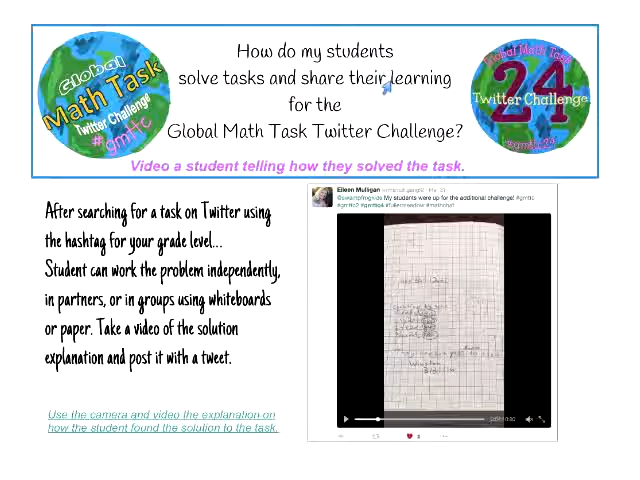 Global
Math Task
Twitter Challenge
#gmttc
How do my students
solve tasks and share their learning
for the
Global Math Task Twitter Challenge?
Global Math Task
24
Twitter Challenge
#gmttc24
Video a student telling how they solved the task.
After searching for a task on Twitter using
the hashtag for your grade level...
Student can work the problem independently,
in partners, or in groups using whiteboards
or paper. Take a video of the solution
explanation and post it with a tweet.
Use the camera and video the explanation on
how the student found the solution to the task.
Eileen Mulligan
My students were up for the additional challenge! #gmttc